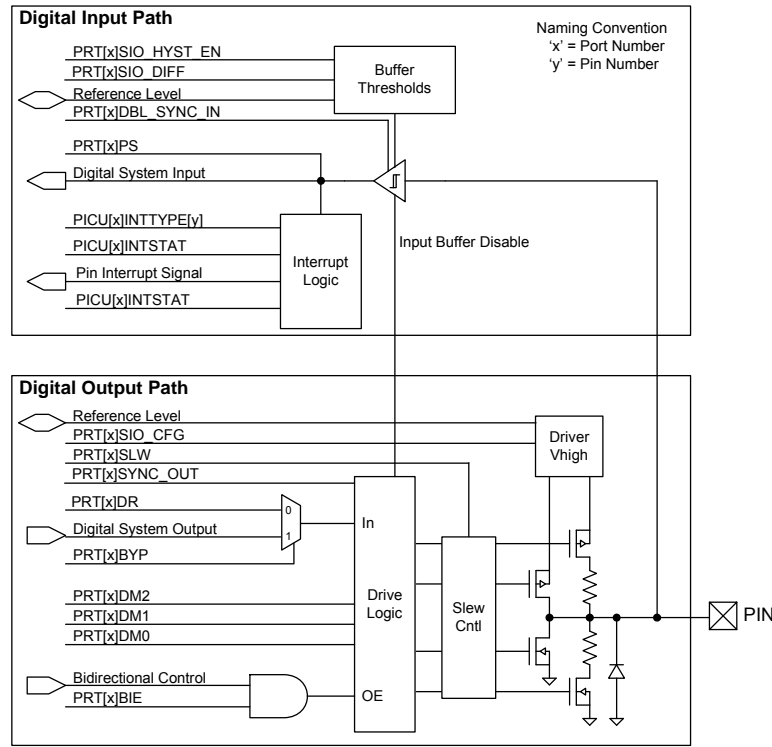 Digital Input Path
Naming Convention
‘x’ = Port Number
‘y’ = Pin Number
PRT[x]SIO_HYST_EN
PRT[x]SIO_DIFF
Reference Level
PRT[x]DBL_SYNC_IN
Buffer
Thresholds
PRT[x]PS
Digital System Input
PICU[x]INTTYPE[y]
PICU[x]INTSTAT
Pin Interrupt Signal
PICU[x]INTSTAT
Interrupt
Logic
Input Buffer Disable
Digital Output Path
Reference Level
PRT[x]SIO_CFG
PRT[x]SLW
PRT[x]SYNC_OUT
Driver
Vhigh
PRT[x]DR
Digital System Output
PRT[x]BYP
0
1
In
PRT[x]DM2
PRT[x]DM1
PRT[x]DM0
Drive
Logic
Slew
Cntl
PIN
Bidirectional Control
PRT[x]BIE
OE